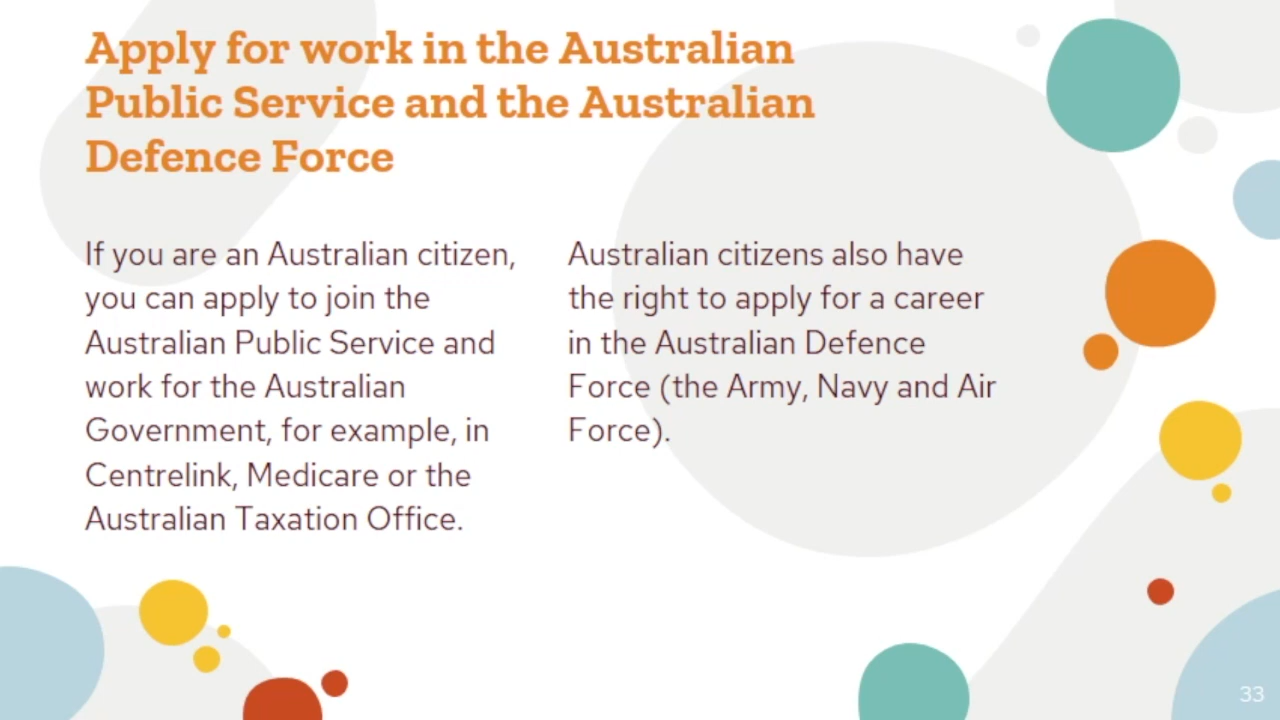 Apply for work in the Australian
Public Service and the Australian
Defence Force
If you are an Australian citizen,
you can apply to join the
Australian Public Service and
work for the Australian
Government, for example, in
Centrelink, Medicare or the
Australian Taxation Office.
Australian citizens also have
the right to apply for a career
in the Australian Defence
Force (the Army, Navy and Air
Force).
33